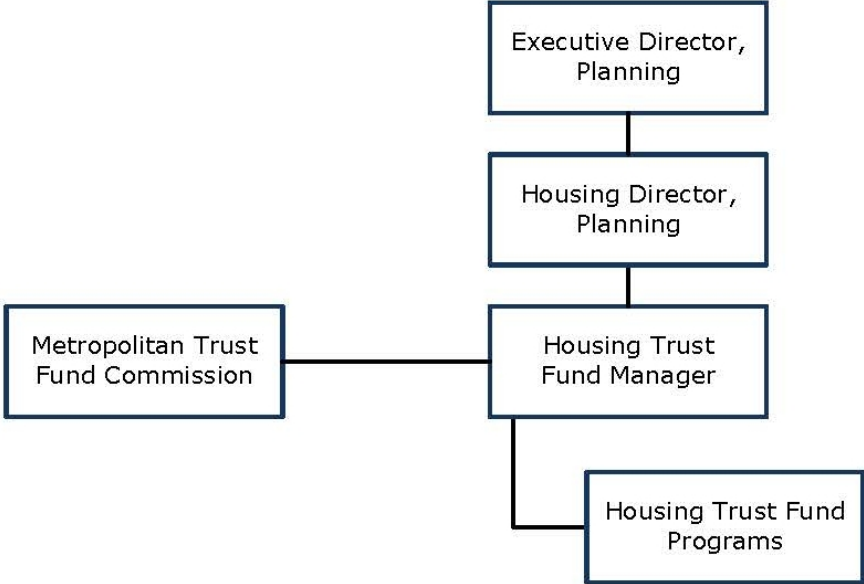 Executive Director,
Planning
Housing Director,
Planning
Metropolitan Trust
Fund Commission
Housing Trust
Fund Manager
Housing Trust Fund
Programs